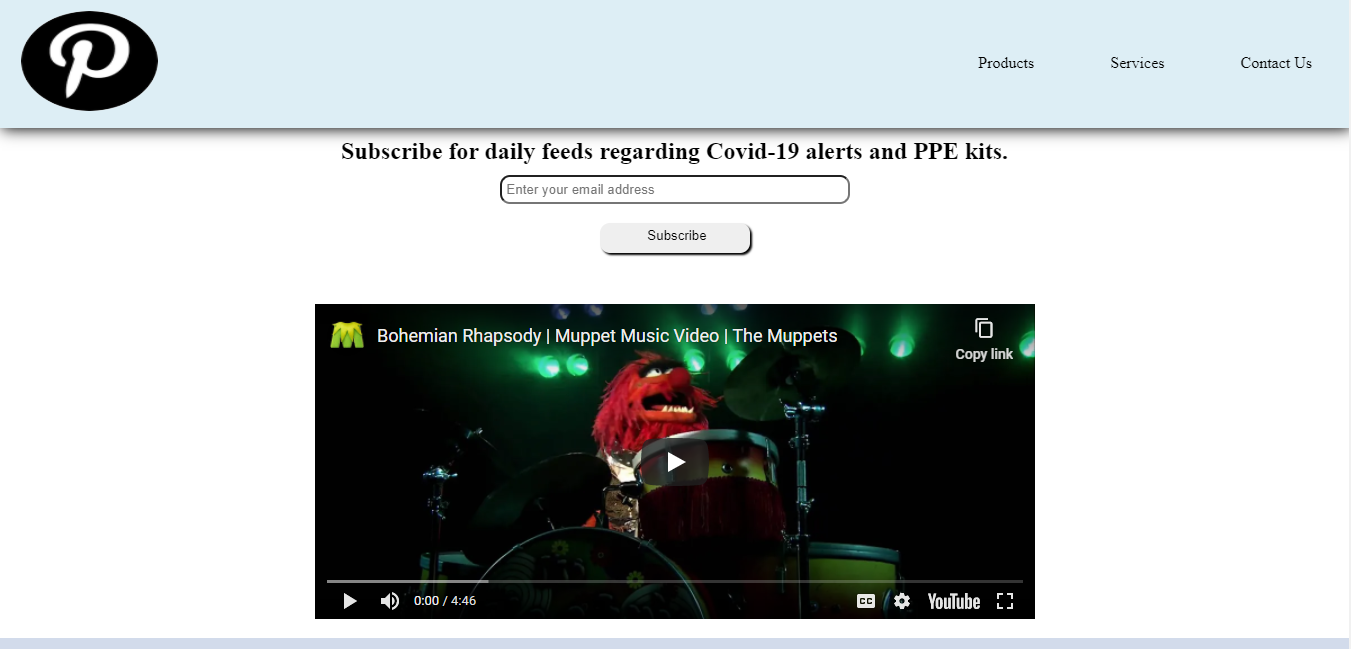 Products Services Contact Us
Subscribe for daily feeds regarding Covid-19 alerts and PPE kits.
Enter your email address
Subscribe
Bohemian Rhapsody | Muppet Music Video | The Muppets
Copy link
0:00 / 4:46 CC YouTube